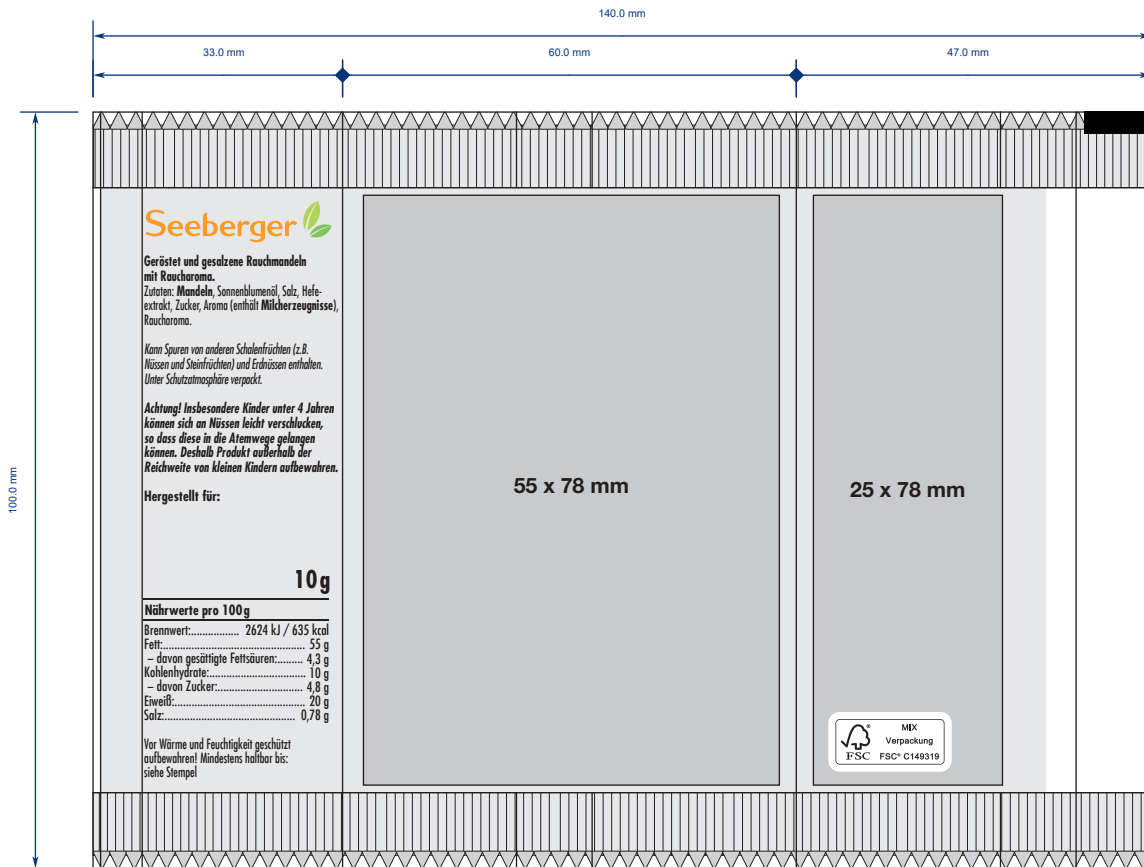 140.0 mm
33.0 mm
60.0 mm
47.0 mm
100.0 mm
Seeberger
Geröstet und gesalzene Rauchmandeln
mit Raucharoma.
Zutaten: Mandeln, Sonnenblumenöl, Salz, Hefe-
extrakt, Zucker, Aroma (enthält Milcherzeugnisse),
Raucharoma.
Kann Spuren von anderen Schalenfrüchten (z.B.
Nüssen und Steinfrüchten) und Erdnüssen enthalten.
Unter Schutzatmosphäre verpackt.
Achtung! Insbesondere Kinder unter 4 Jahren
können sich an Nüssen leicht verschlucken,
so dass diese in die Atemwege gelangen
können. Deshalb Produkt außerhalb der
Reichweite von kleinen Kindern aufbewahren.
Hergestellt für:
10 g
Nährwerte pro 100 g
Brennwert:................. 2624 kJ / 635 kcal
Fett:.................................................. 55 g
– davon gesättigte Fettsäuren:......... 4,3 g
Kohlenhydrate:.................................. 10 g
– davon Zucker:.............................. 4,8 g
Eiweiß:.............................................. 20 g
Salz:.............................................. 0,78 g
Vor Wärme und Feuchtigkeit geschützt
aufbewahren! Mindestens haltbar bis:
siehe Stempel
55 x 78 mm
25 x 78 mm
FSC
MIX
Verpackung
FSC® C149319